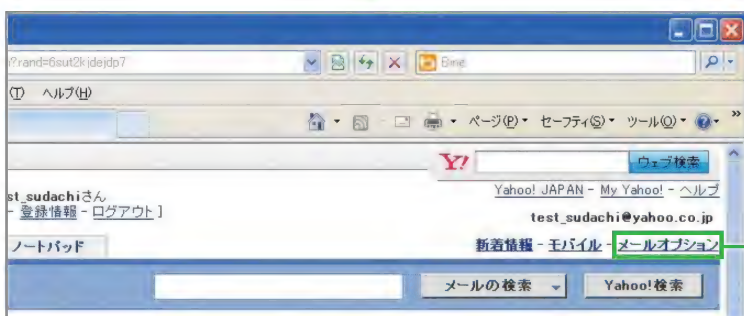 ?rand=6sut2kjdejdp7 Bing
(T) ヘルプ(H)
ページ(P) セーフティ(S) ツール(O) »
Y! ウェブ検索
Yahoo! JAPAN - My Yahoo! - ヘルプ
st_sudachiさん
- 登録情報 - ログアウト ]
test_sudachi@yahoo.co.jp
ノートパッド
新着情報 - モバイル - メールオプション
メールの検索 Yahoo!検索